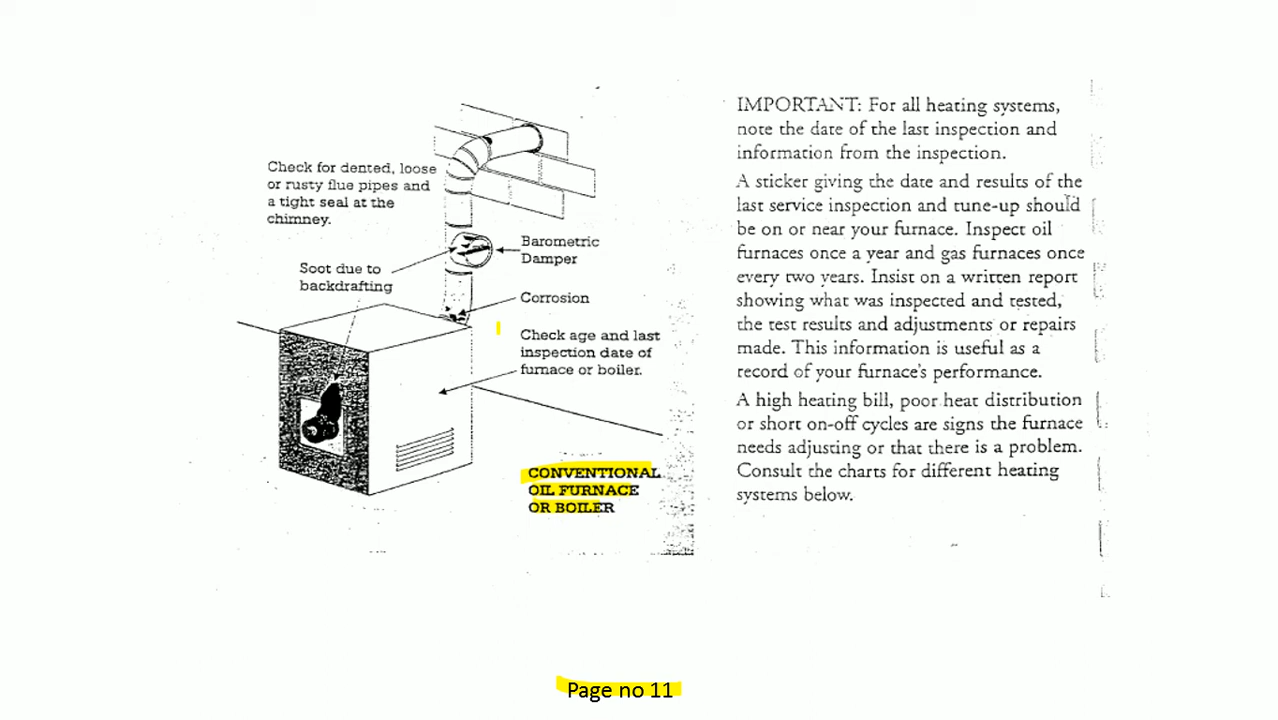 Check for dented, loose
or rusty flue pipes and
a tight seal at the
chimney.
Soot due to
backdrafting
Barometric
Damper
Corrosion
Check age and last
inspection date of
furnace or boiler.
CONVENTIONAL
OIL FURNACE
OR BOILER
IMPORTANT: For all heating systems,
note the date of the last inspection and
information from the inspection.
A sticker giving the date and results of the
last service inspection and tune-up should
be on or near your furnace. Inspect oil
furnaces once a year and gas furnaces once
every two years. Insist on a written report
showing what was inspected and tested,
the test results and adjustments or repairs
made. This information is useful as a
record of your furnace's performance.
A high heating bill, poor heat distribution
or short on-off cycles are signs the furnace
needs adjusting or that there is a problem.
Consult the charts for different heating
systems below.
Page no 11